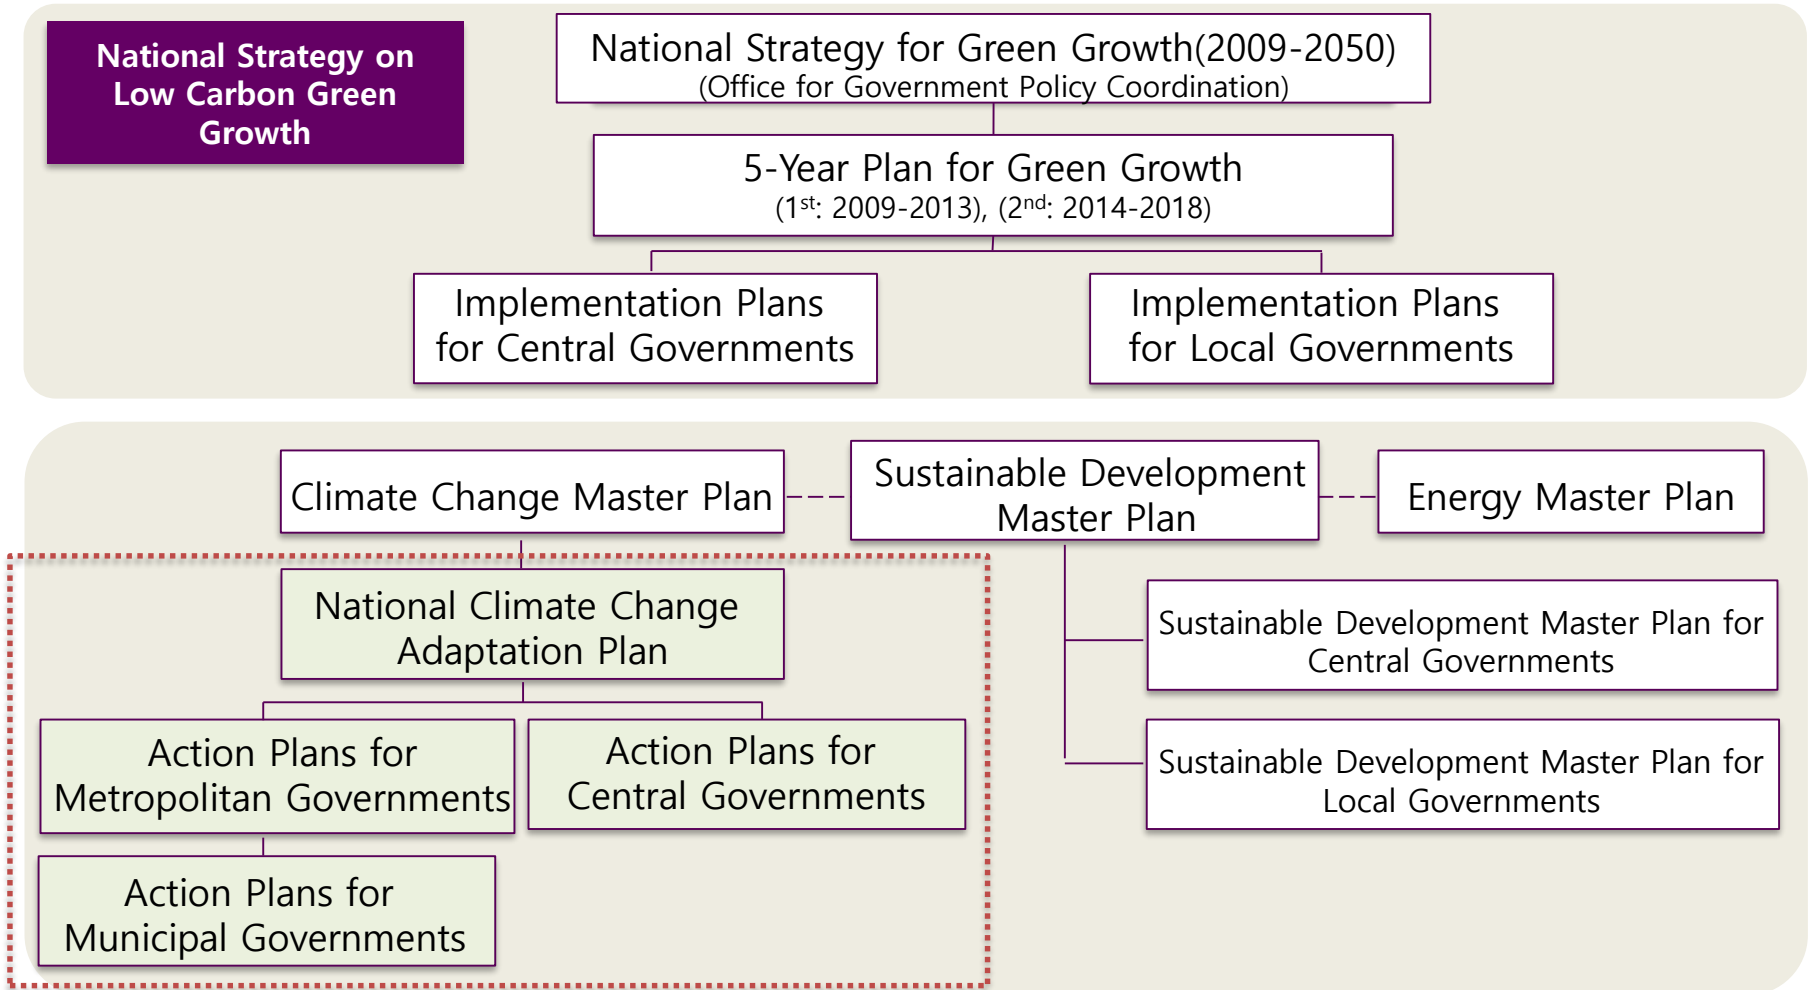 National Strategy on
Low Carbon Green
Growth
National Strategy for Green Growth(2009-2050)
(Office for Government Policy Coordination)
5-Year Plan for Green Growth
(1st: 2009-2013), (2nd: 2014-2018)
Implementation Plans
for Central Governments
Implementation Plans
for Local Governments
Climate Change Master Plan
Sustainable Development
Master Plan
Energy Master Plan
National Climate Change
Adaptation Plan
Action Plans for
Metropolitan Governments
Action Plans for
Central Governments
Action Plans for
Municipal Governments
Sustainable Development Master Plan for
Central Governments
Sustainable Development Master Plan for
Local Governments